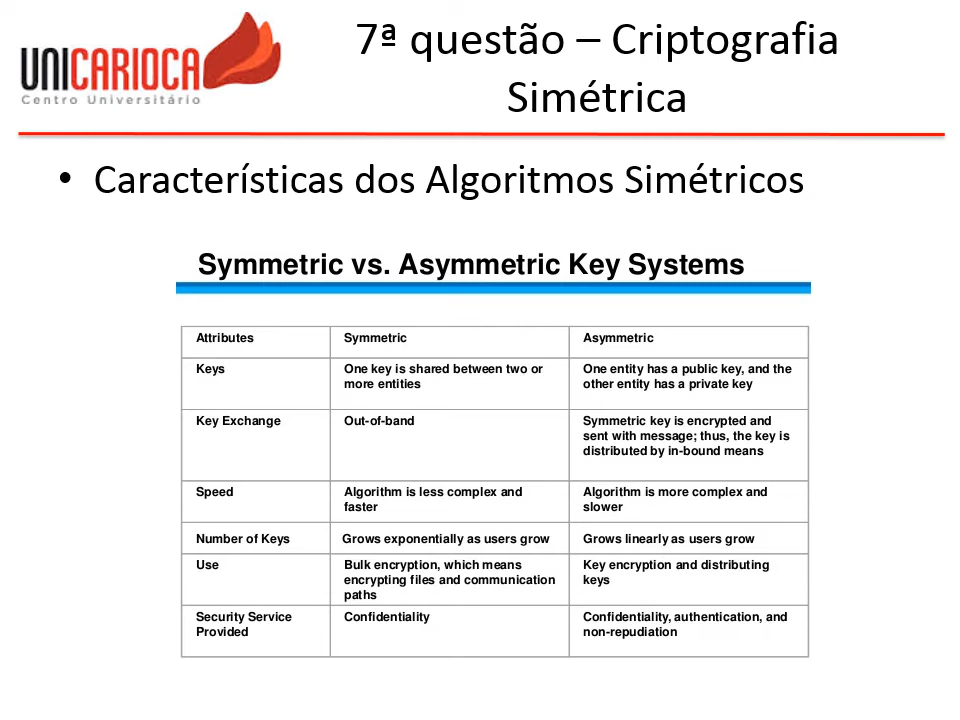 UNICARIOCA
Centro Universitário
7ª questão – Criptografia
Simétrica
• Características dos Algoritmos Simétricos
Symmetric vs. Asymmetric Key Systems
Attributes
Symmetric
Asymmetric
Keys
One key is shared between two or
more entities
One entity has a public key, and the
other entity has a private key
Key Exchange
Out-of-band
Symmetric key is encrypted and
sent with message; thus, the key is
distributed by in-bound means
Speed
Algorithm is less complex and
faster
Algorithm is more complex and
slower
Number of Keys
Grows exponentially as users grow
Grows linearly as users grow
Use
Bulk encryption, which means
encrypting files and communication
paths
Key encryption and distributing
keys
Security Service
Provided
Confidentiality
Confidentiality, authentication, and
non-repudiation